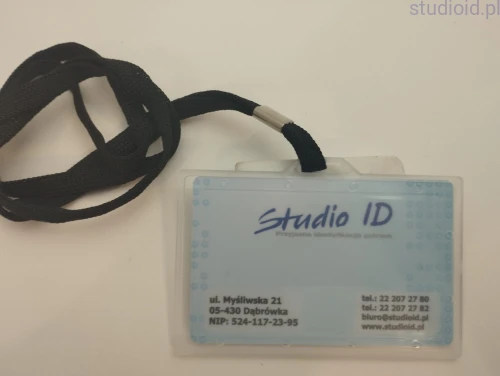 studioid.pl
Studio ID
ul. Myśliwska 21
05-430 Dąbrówka
NIP: 524-117-23-95
tel.: 22 207 27 80
tel.: 22 207 27 82
biuro@studioid.pl
www.studioid.pl